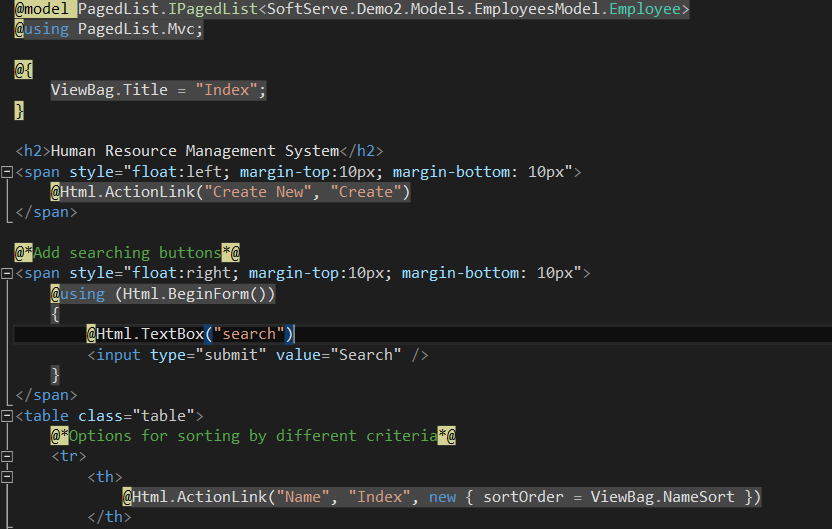 @model PagedList.IPagedList<SoftServe.Demo2.Models.EmployeesModel.Employee>
@using PagedList.Mvc;
@{
ViewBag.Title = "Index";
}
<h2>Human Resource Management System</h2>
<span style="float:left; margin-top:10px; margin-bottom: 10px">
@Html.ActionLink("Create New", "Create")
</span>
@*Add searching buttons*@
<span style="float:right; margin-top:10px; margin-bottom: 10px">
@using (Html.BeginForm())
{
@Html.TextBox("search")
<input type="submit" value="Search" />
}
</span>
<table class="table">
@*Options for sorting by different criteria*@
<tr>
<th>
@Html.ActionLink("Name", "Index", new { sortOrder = ViewBag.NameSort })
</th>